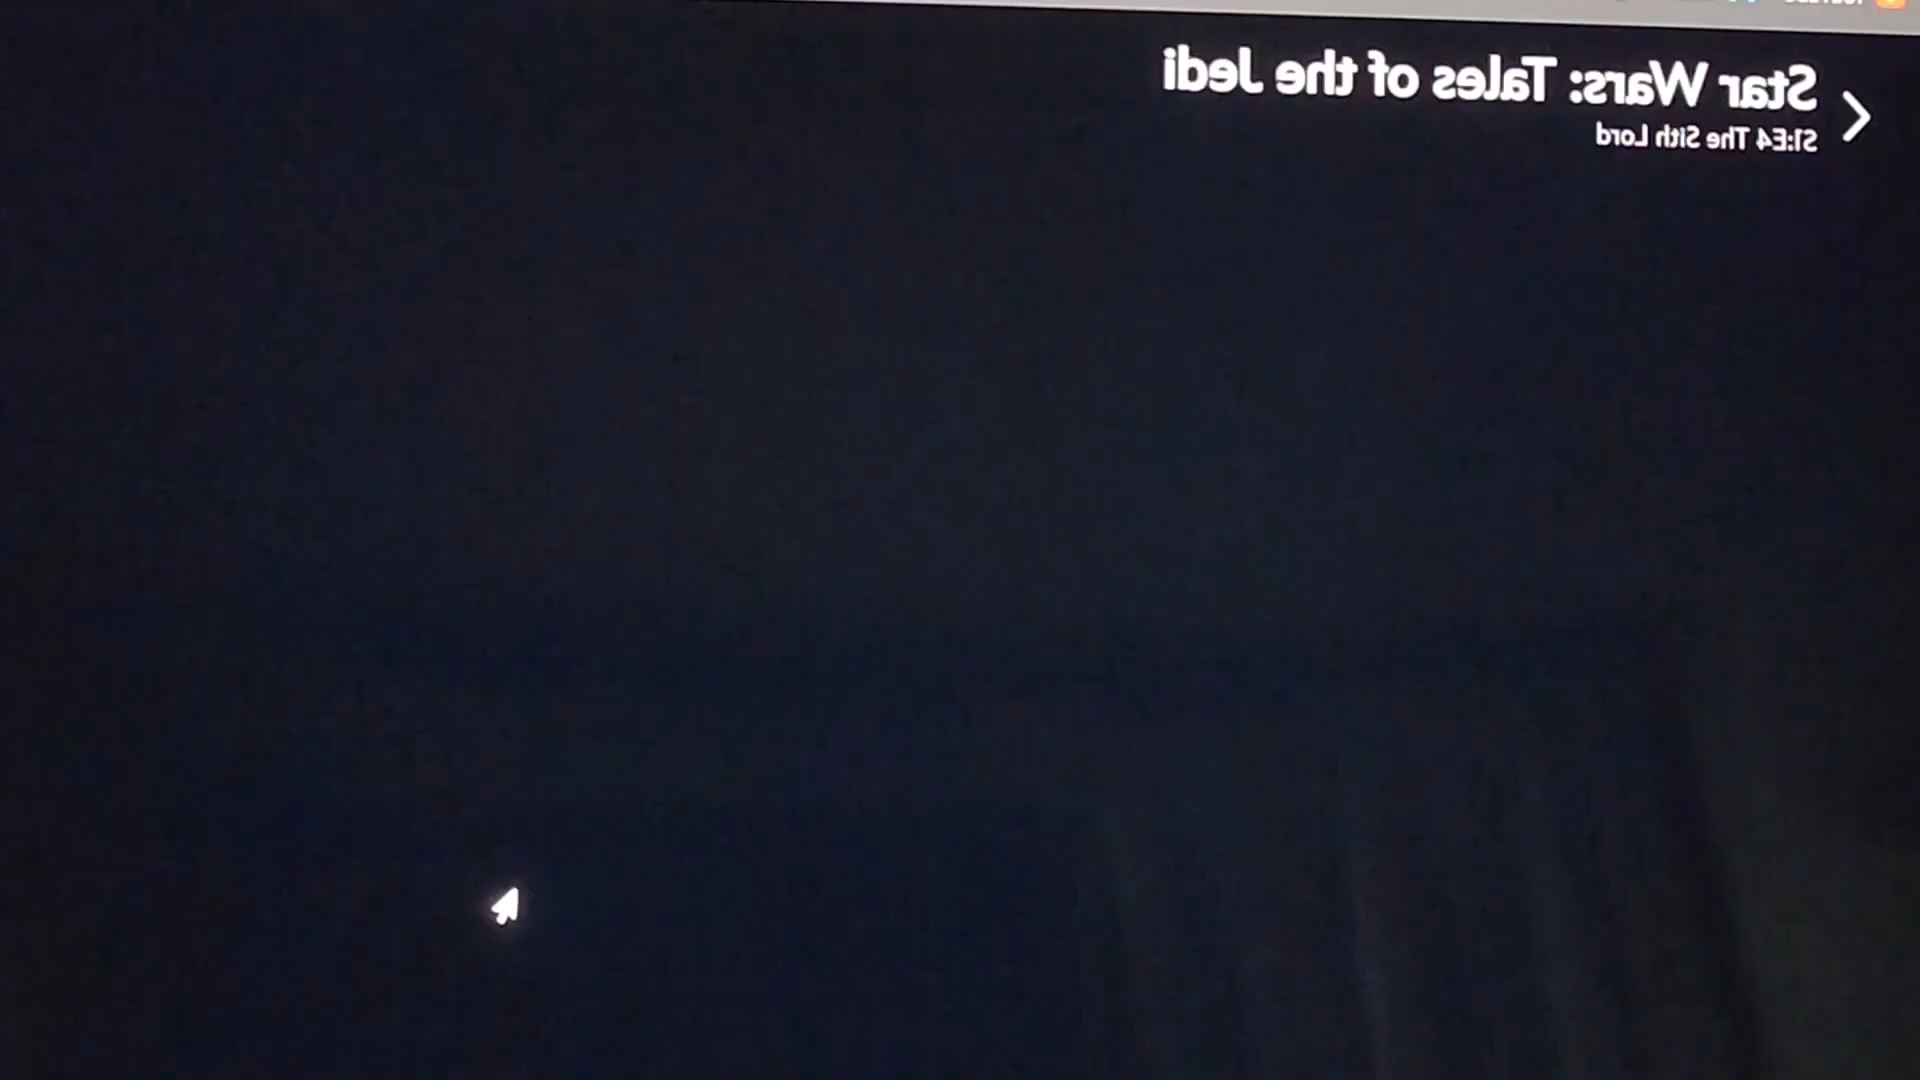 Star Wars: Tales of the Jedi
S1:E4 The Sith Lord